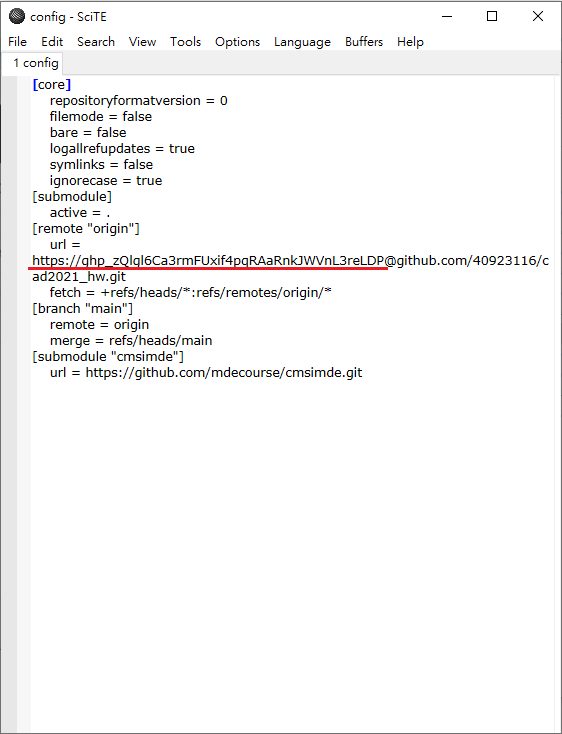 config - SciTE
File Edit Search View Tools Options Language Buffers Help
1 config
[core]
repositoryformatversion = 0
filemode = false
bare = false
logallrefupdates = true
symlinks = false
ignorecase = true
[submodule]
active = .
[remote "origin"]
url =
https://@github.com/40923116/c
ad2021_hw.git
fetch = +refs/heads/*:refs/remotes/origin/*
[branch "main"]
remote = origin
merge = refs/heads/main
[submodule "cmsimde"]
url = https://github.com/mdecourse/cmsimde.git